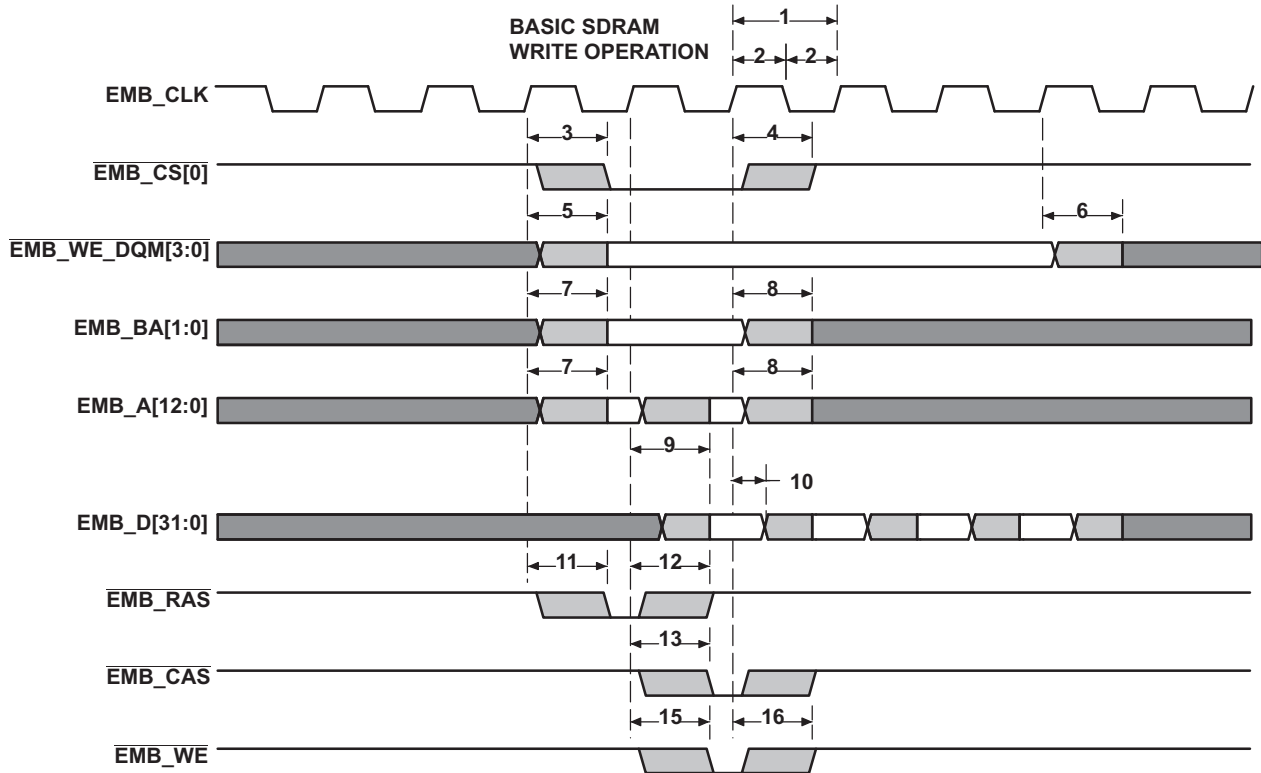 1
BASIC SDRAM
WRITE OPERATION
2 2
EMB_CLK
3 4
EMB_CS[0]
5 6
EMB_WE_DQM[3:0]
7 8
EMB_BA[1:0]
7 8
EMB_A[12:0]
9
10
EMB_D[31:0]
11 12
EMB_RAS
13
EMB_CAS
15 16
EMB_WE